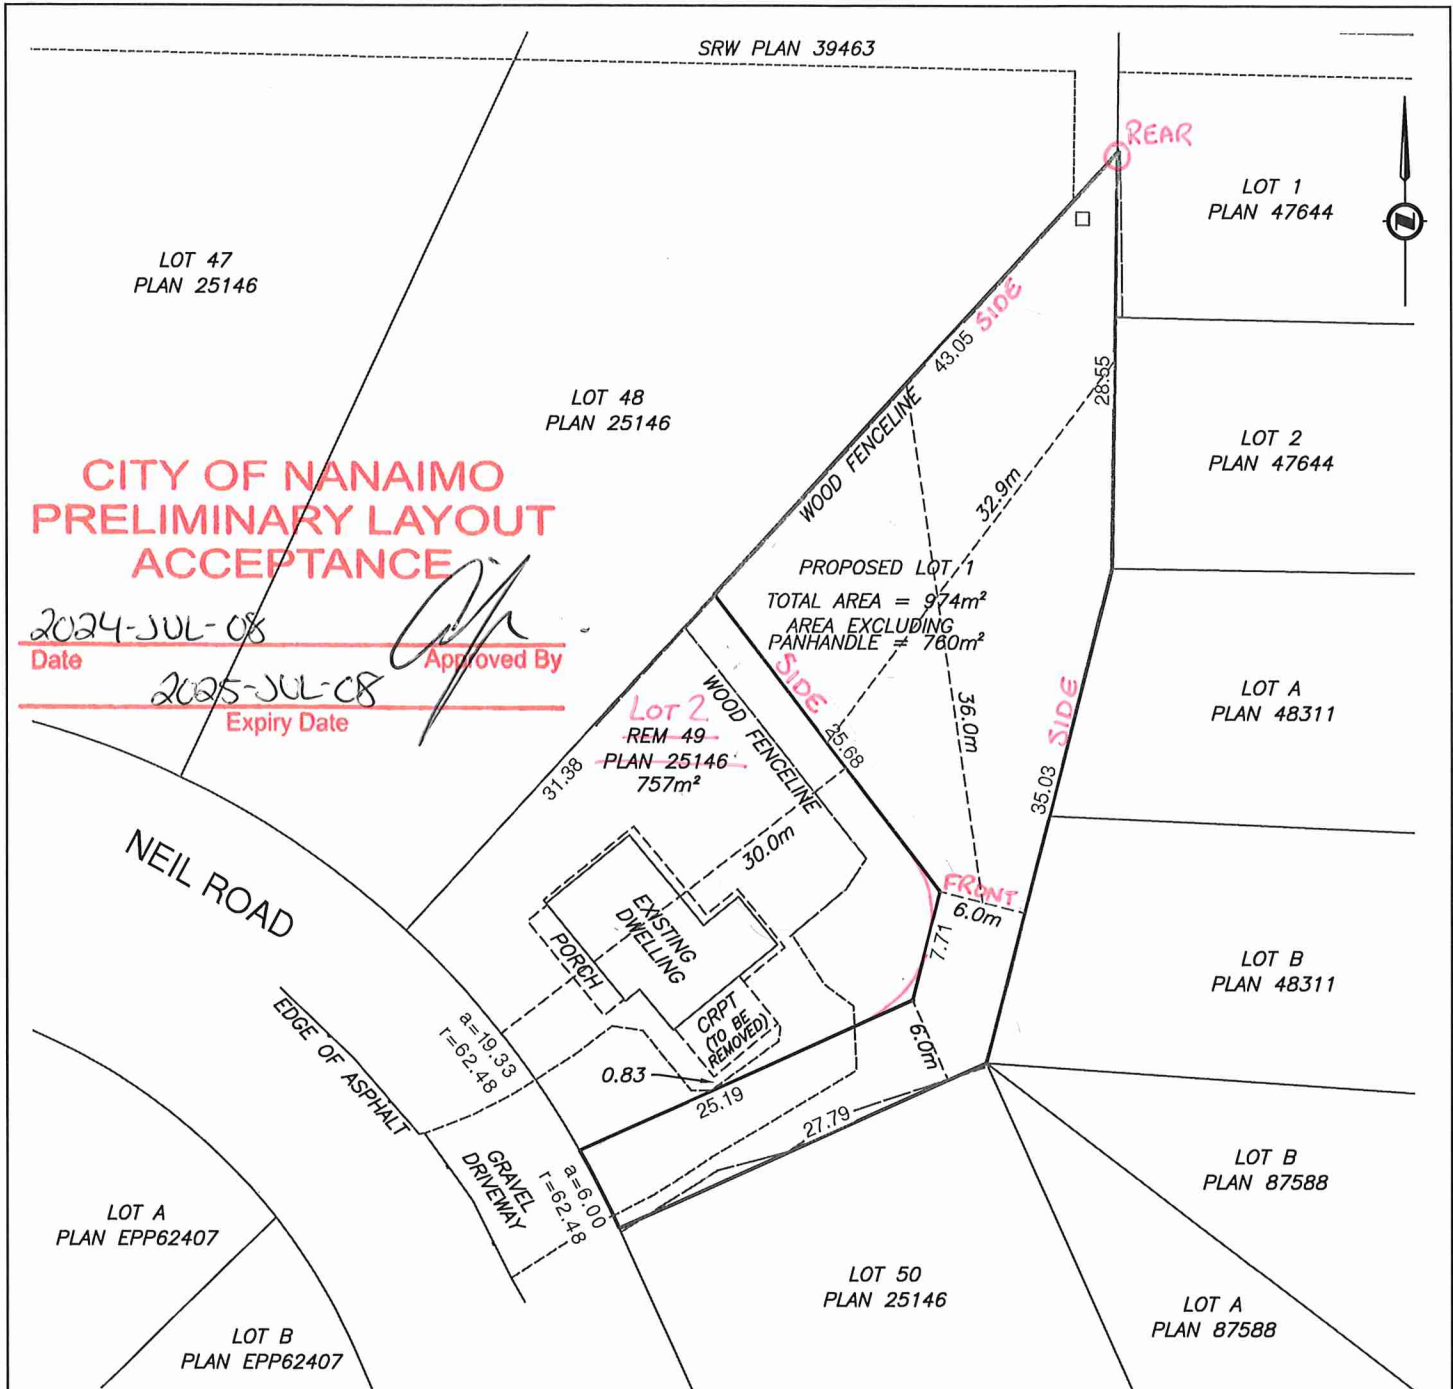 SRW PLAN 39463
REAR
LOT 1
PLAN 47644
N
LOT 47
PLAN 25146
SIDE
43.05
28.55
LOT 48
PLAN 25146
WOOD FENCELINE
LOT 2
PLAN 47644
32.9m
CITY OF NANAIMO
PRELIMINARY LAYOUT
ACCEPTANCE
2024-JUL-08
Date
Approved By
2025-JUL-08
Expiry Date
PROPOSED LOT 1
TOTAL AREA = 974m²
AREA EXCLUDING
PANHANDLE = 760m²
SIDE
25.68
36.0m
SIDE
35.03
LOT A
PLAN 48311
LOT 2
REM 49
PLAN 25146
757m²
WOOD FENCELINE
31.38
30.0m
NEIL ROAD
EXISTING
DWELLING
PORCH
FRONT
6.0m
7.71
LOT B
PLAN 48311
CRPT
(TO BE
REMOVED)
6.0m
EDGE OF ASPHALT
a=19.33
r=62.48
0.83
25.19
27.79
GRAVEL
DRIVEWAY
a=6.00
r=62.48
LOT B
PLAN 87588
LOT A
PLAN EPP62407
LOT 50
PLAN 25146
LOT A
PLAN 87588
LOT B
PLAN EPP62407